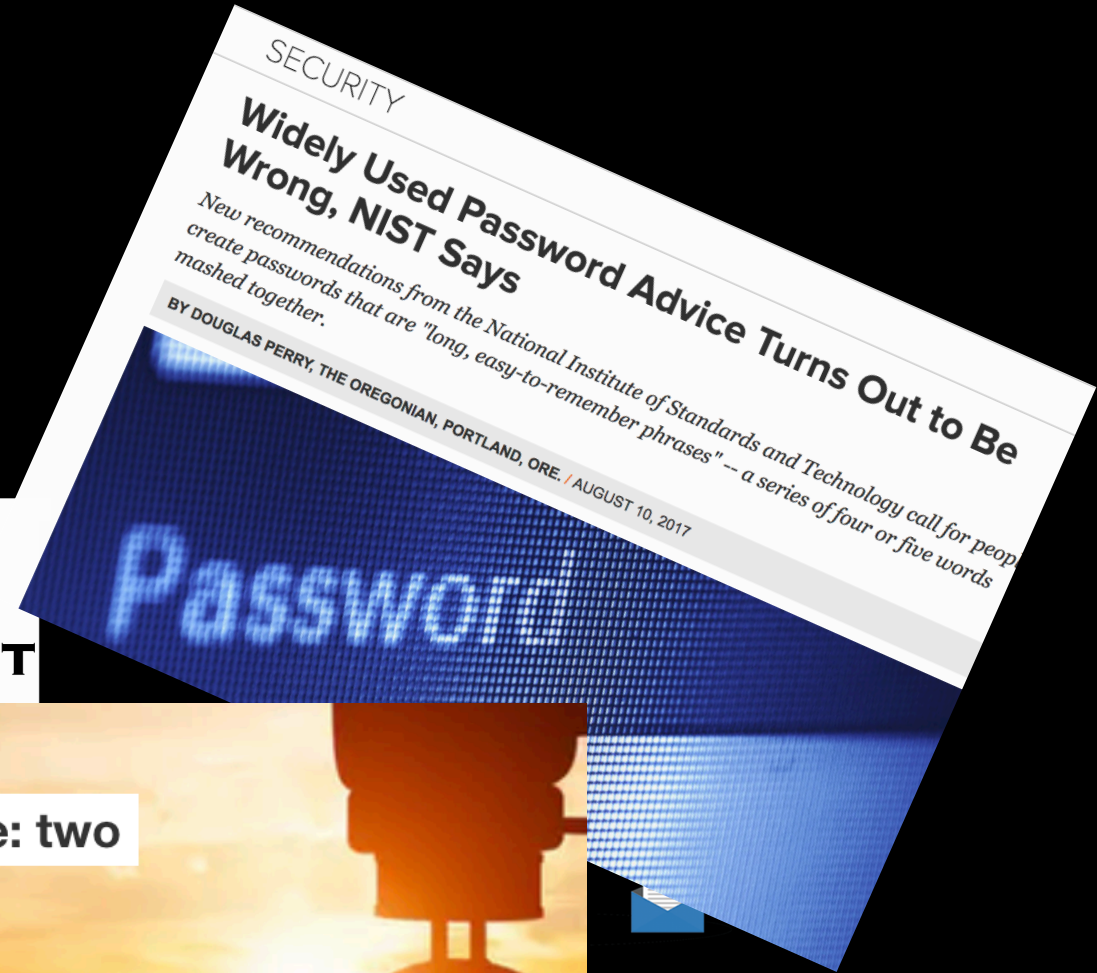 SECURITY
Widely Used Password Advice Turns Out to Be
Wrong, NIST Says
New recommendations from the National Institute of Standards and Technology call for peopl
create passwords that are "long, easy-to-remember phrases" -- a series of four or five words
mashed together.
BY DOUGLAS PERRY, THE OREGONIAN, PORTLAND, ORE. / AUGUST 10, 2017
Password
T
e: two